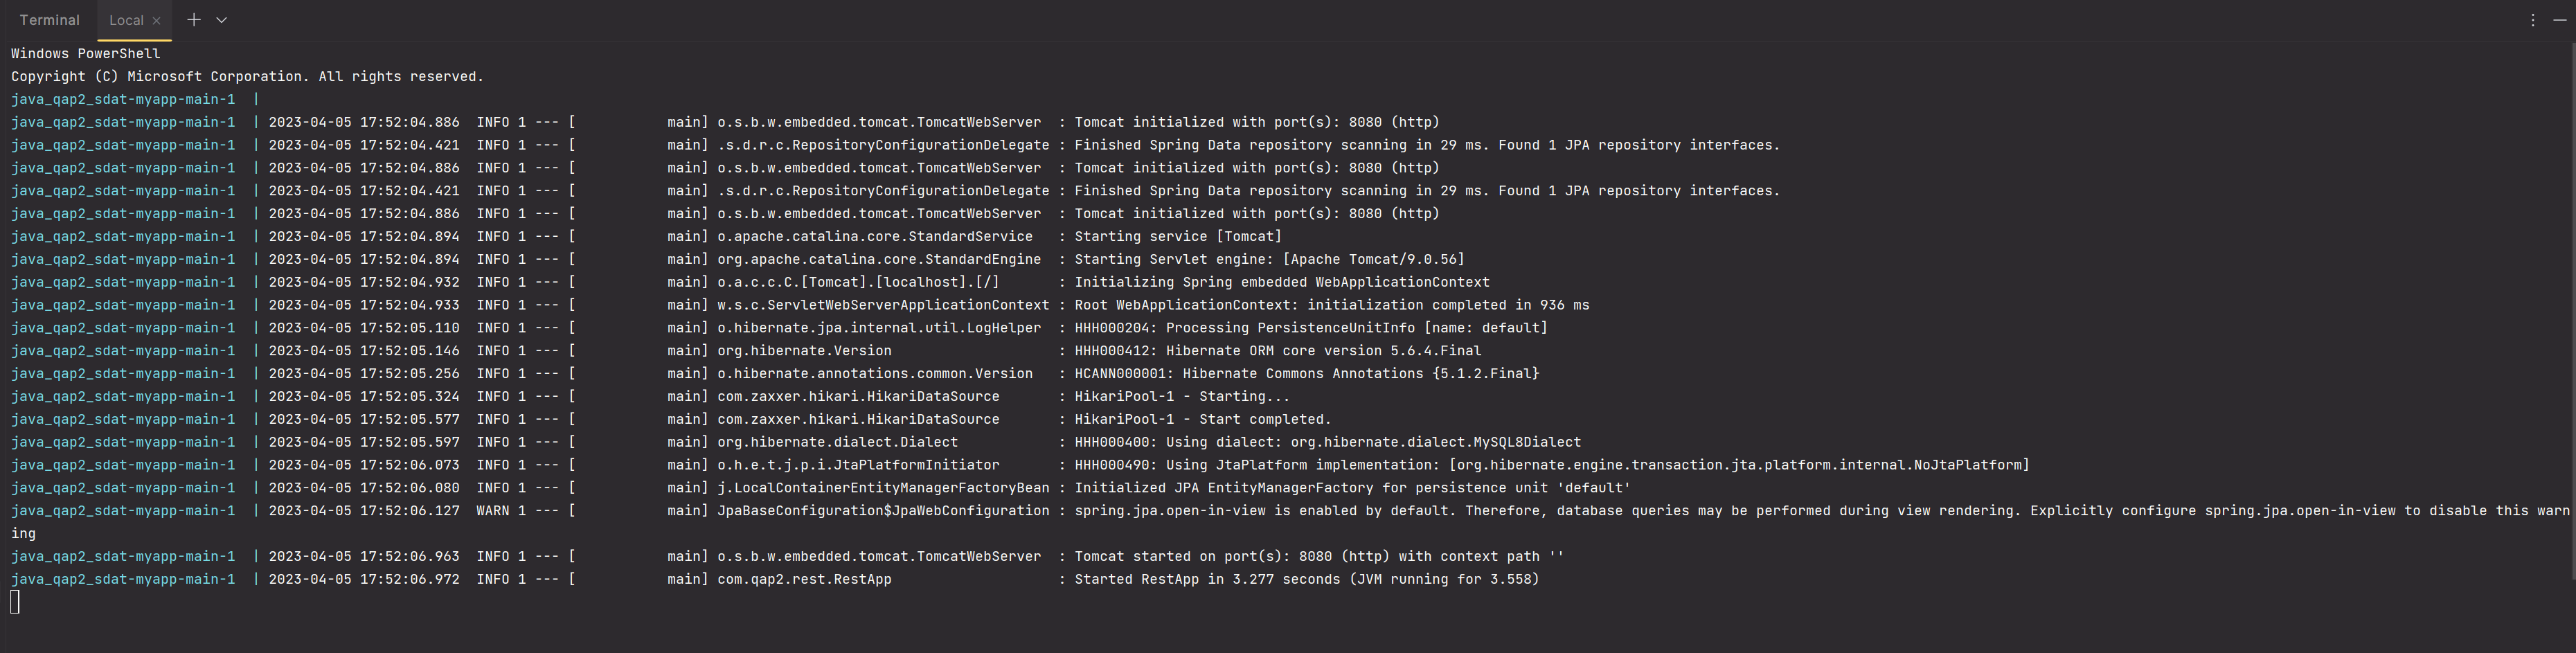 Terminal Local
Windows PowerShell
Copyright (C) Microsoft Corporation. All rights reserved.
java_qap2_sdat-myapp-main-1  |
java_qap2_sdat-myapp-main-1  | 2023-04-05 17:52:04.886  INFO 1 --- [           main] o.s.b.w.embedded.tomcat.TomcatWebServer  : Tomcat initialized with port(s): 8080 (http)
java_qap2_sdat-myapp-main-1  | 2023-04-05 17:52:04.421  INFO 1 --- [           main] .s.d.r.c.RepositoryConfigurationDelegate : Finished Spring Data repository scanning in 29 ms. Found 1 JPA repository interfaces.
java_qap2_sdat-myapp-main-1  | 2023-04-05 17:52:04.886  INFO 1 --- [           main] o.s.b.w.embedded.tomcat.TomcatWebServer  : Tomcat initialized with port(s): 8080 (http)
java_qap2_sdat-myapp-main-1  | 2023-04-05 17:52:04.421  INFO 1 --- [           main] .s.d.r.c.RepositoryConfigurationDelegate : Finished Spring Data repository scanning in 29 ms. Found 1 JPA repository interfaces.
java_qap2_sdat-myapp-main-1  | 2023-04-05 17:52:04.886  INFO 1 --- [           main] o.s.b.w.embedded.tomcat.TomcatWebServer  : Tomcat initialized with port(s): 8080 (http)
java_qap2_sdat-myapp-main-1  | 2023-04-05 17:52:04.894  INFO 1 --- [           main] o.apache.catalina.core.StandardService   : Starting service [Tomcat]
java_qap2_sdat-myapp-main-1  | 2023-04-05 17:52:04.894  INFO 1 --- [           main] org.apache.catalina.core.StandardEngine  : Starting Servlet engine: [Apache Tomcat/9.0.56]
java_qap2_sdat-myapp-main-1  | 2023-04-05 17:52:04.932  INFO 1 --- [           main] o.a.c.c.C.[Tomcat].[localhost].[/]       : Initializing Spring embedded WebApplicationContext
java_qap2_sdat-myapp-main-1  | 2023-04-05 17:52:04.933  INFO 1 --- [           main] w.s.c.ServletWebServerApplicationContext : Root WebApplicationContext: initialization completed in 936 ms
java_qap2_sdat-myapp-main-1  | 2023-04-05 17:52:05.110  INFO 1 --- [           main] o.hibernate.jpa.internal.util.LogHelper  : HHH000204: Processing PersistenceUnitInfo [name: default]
java_qap2_sdat-myapp-main-1  | 2023-04-05 17:52:05.146  INFO 1 --- [           main] org.hibernate.Version                    : HHH000412: Hibernate ORM core version 5.6.4.Final
java_qap2_sdat-myapp-main-1  | 2023-04-05 17:52:05.256  INFO 1 --- [           main] o.hibernate.annotations.common.Version   : HCANN000001: Hibernate Commons Annotations {5.1.2.Final}
java_qap2_sdat-myapp-main-1  | 2023-04-05 17:52:05.324  INFO 1 --- [           main] com.zaxxer.hikari.HikariDataSource       : HikariPool-1 - Starting...
java_qap2_sdat-myapp-main-1  | 2023-04-05 17:52:05.577  INFO 1 --- [           main] com.zaxxer.hikari.HikariDataSource       : HikariPool-1 - Start completed.
java_qap2_sdat-myapp-main-1  | 2023-04-05 17:52:05.597  INFO 1 --- [           main] org.hibernate.dialect.Dialect            : HHH000400: Using dialect: org.hibernate.dialect.MySQL8Dialect
java_qap2_sdat-myapp-main-1  | 2023-04-05 17:52:06.073  INFO 1 --- [           main] o.h.e.t.j.p.i.JtaPlatformInitiator       : HHH000490: Using JtaPlatform implementation: [org.hibernate.engine.transaction.jta.platform.internal.NoJtaPlatform]
java_qap2_sdat-myapp-main-1  | 2023-04-05 17:52:06.080  INFO 1 --- [           main] j.LocalContainerEntityManagerFactoryBean : Initialized JPA EntityManagerFactory for persistence unit 'default'
java_qap2_sdat-myapp-main-1  | 2023-04-05 17:52:06.127  WARN 1 --- [           main] JpaBaseConfiguration$JpaWebConfiguration : spring.jpa.open-in-view is enabled by default. Therefore, database queries may be performed during view rendering. Explicitly configure spring.jpa.open-in-view to disable this warn
ing
java_qap2_sdat-myapp-main-1  | 2023-04-05 17:52:06.963  INFO 1 --- [           main] o.s.b.w.embedded.tomcat.TomcatWebServer  : Tomcat started on port(s): 8080 (http) with context path ''
java_qap2_sdat-myapp-main-1  | 2023-04-05 17:52:06.972  INFO 1 --- [           main] com.qap2.rest.RestApp                    : Started RestApp in 3.277 seconds (JVM running for 3.558)